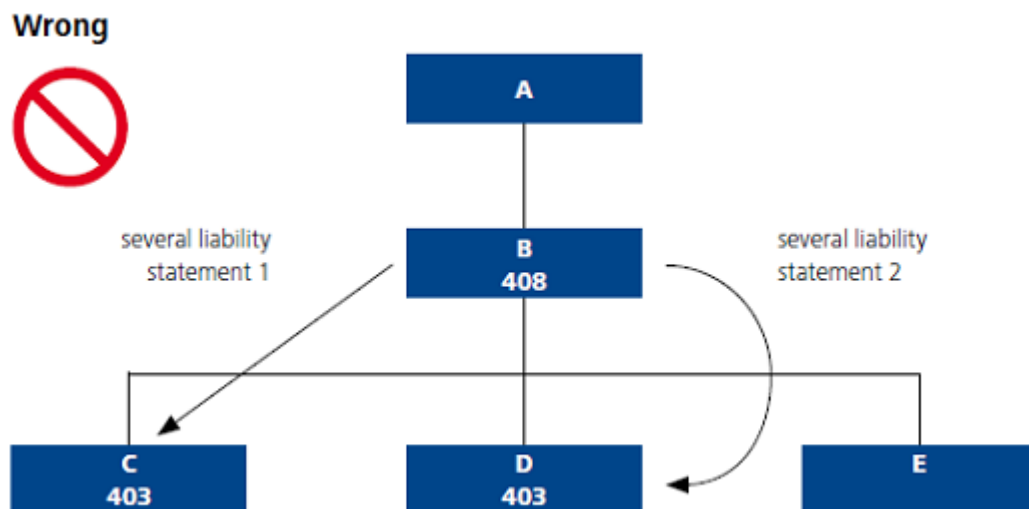 Wrong
A
several liability
statement 1
B
408
several liability
statement 2
C
403
D
403
E